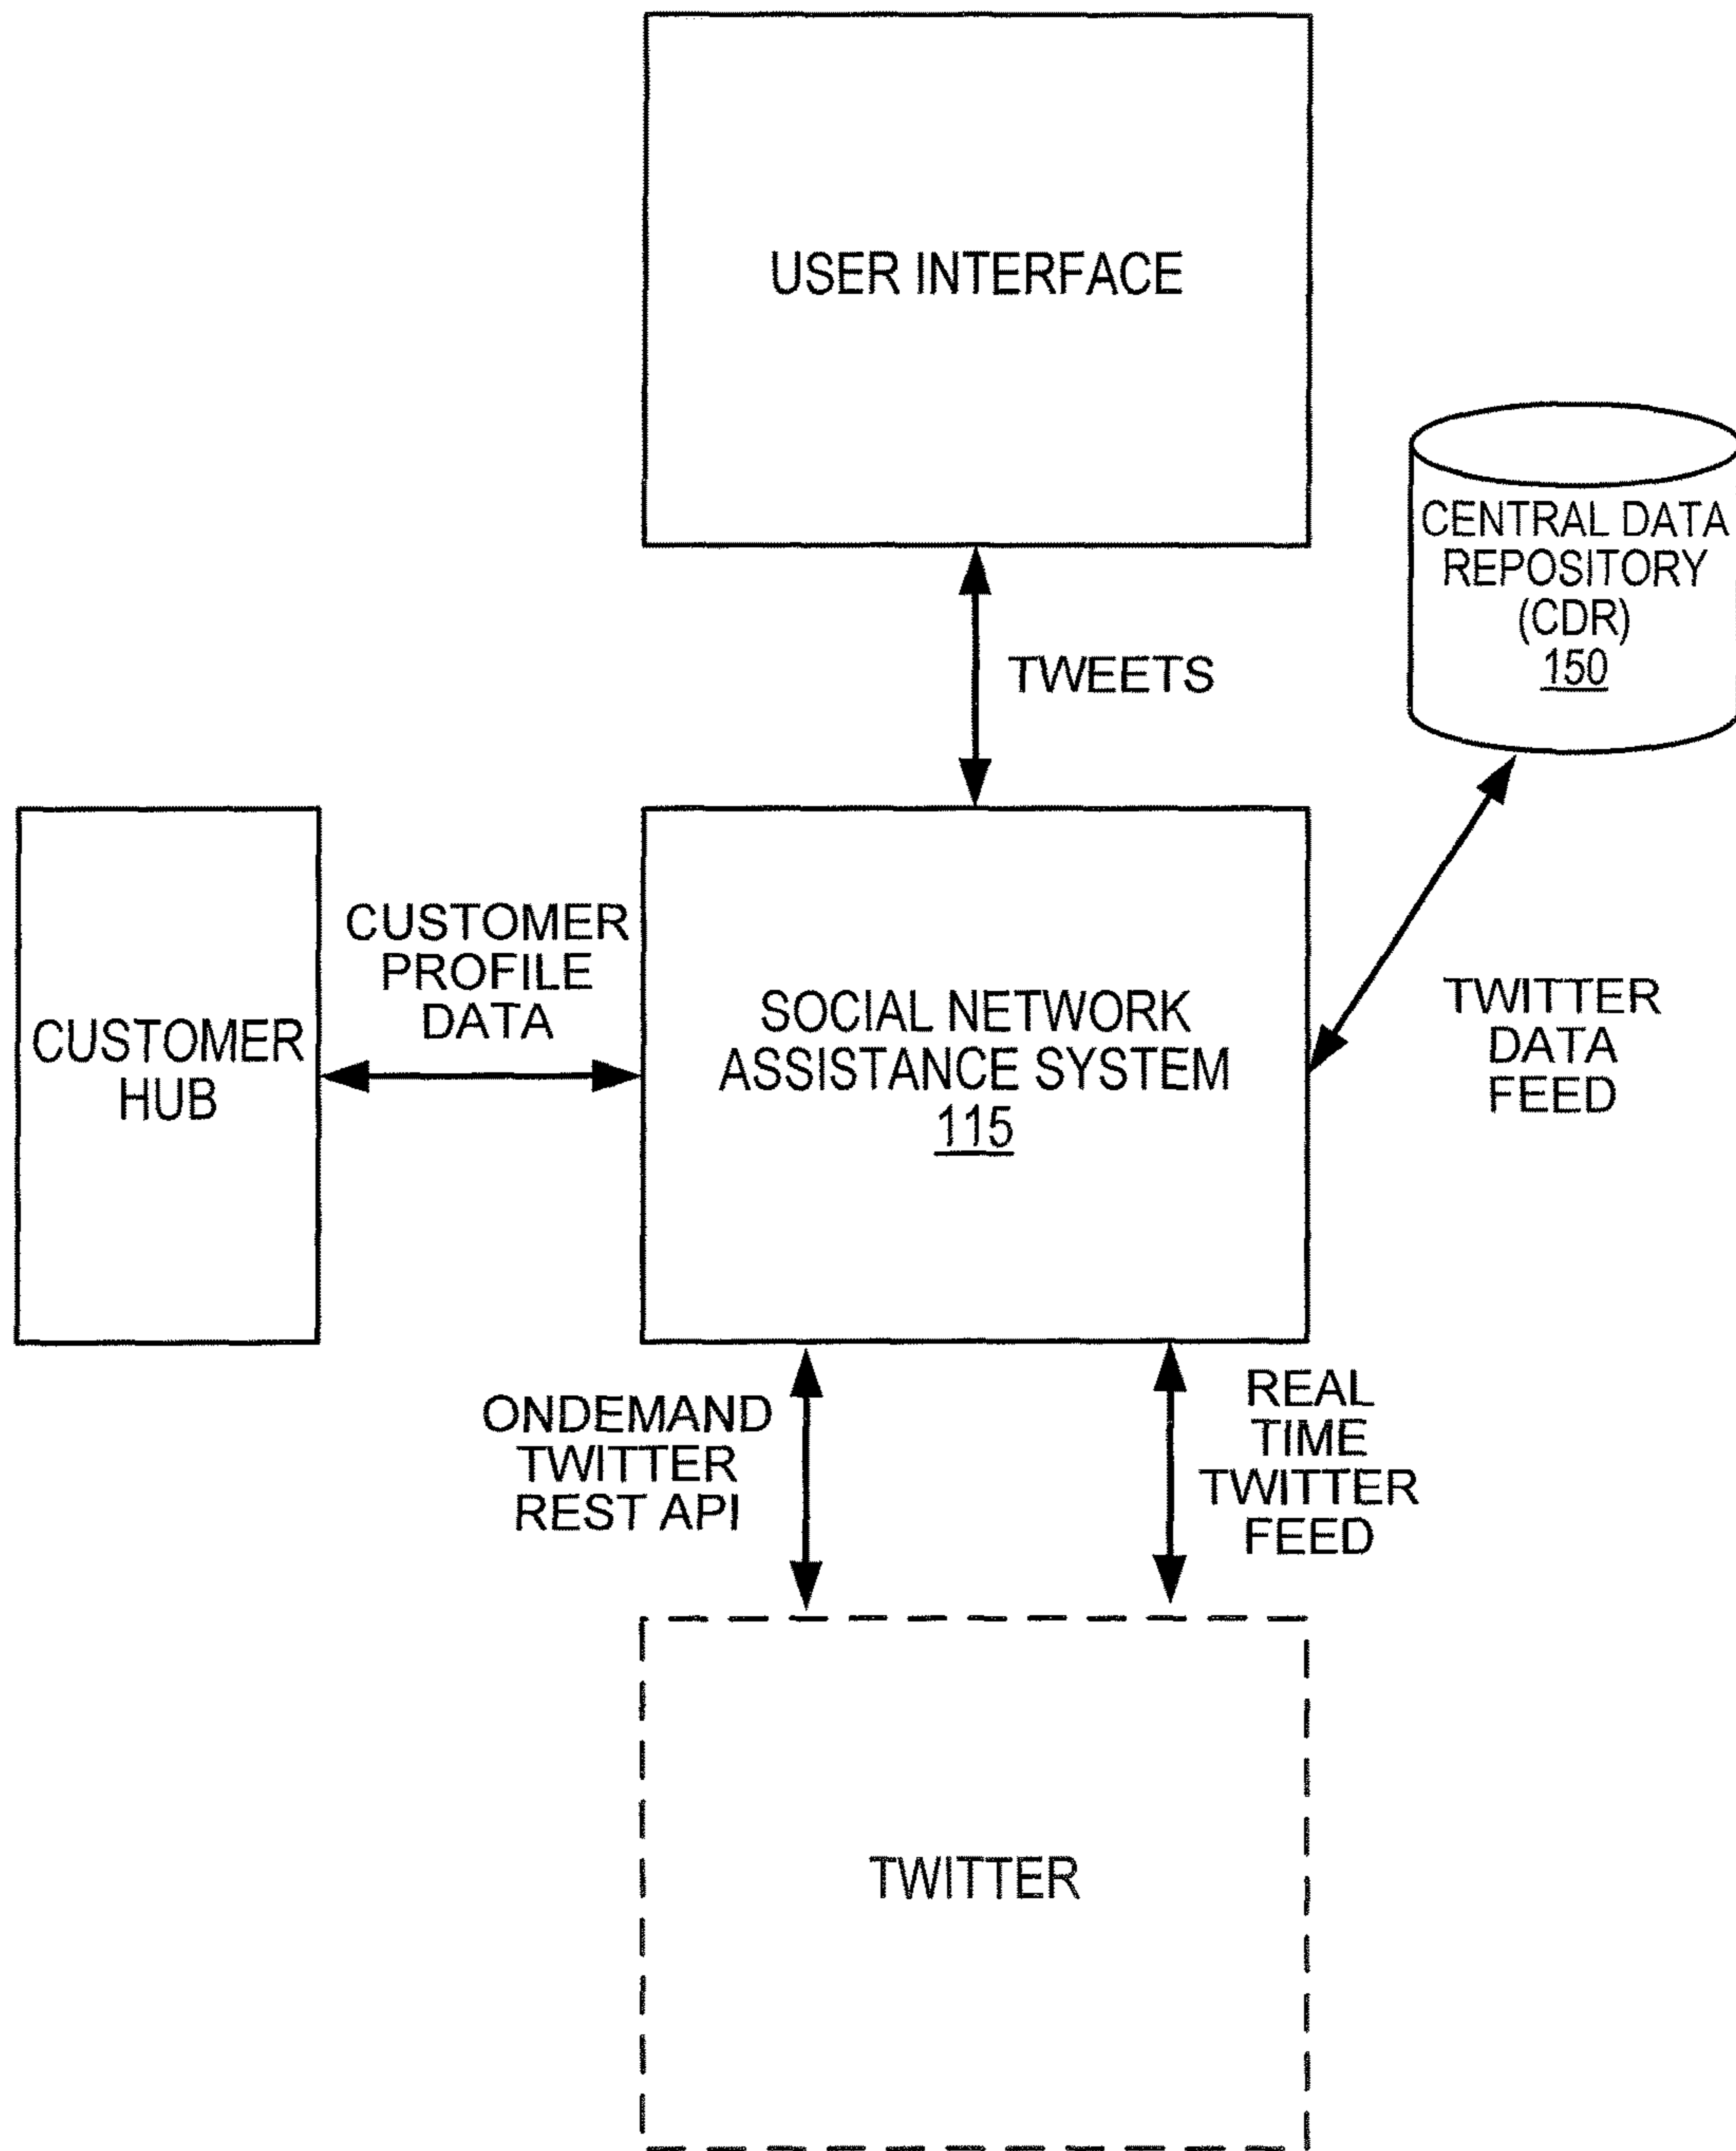 USER INTERFACE
CENTRAL DATA
REPOSITORY
(CDR)
150
TWEETS
CUSTOMER
PROFILE
DATA
CUSTOMER
HUB
SOCIAL NETWORK
ASSISTANCE SYSTEM
115
TWITTER
DATA
FEED
ONDEMAND
TWITTER
REST API
REAL
TIME
TWITTER
FEED
TWITTER